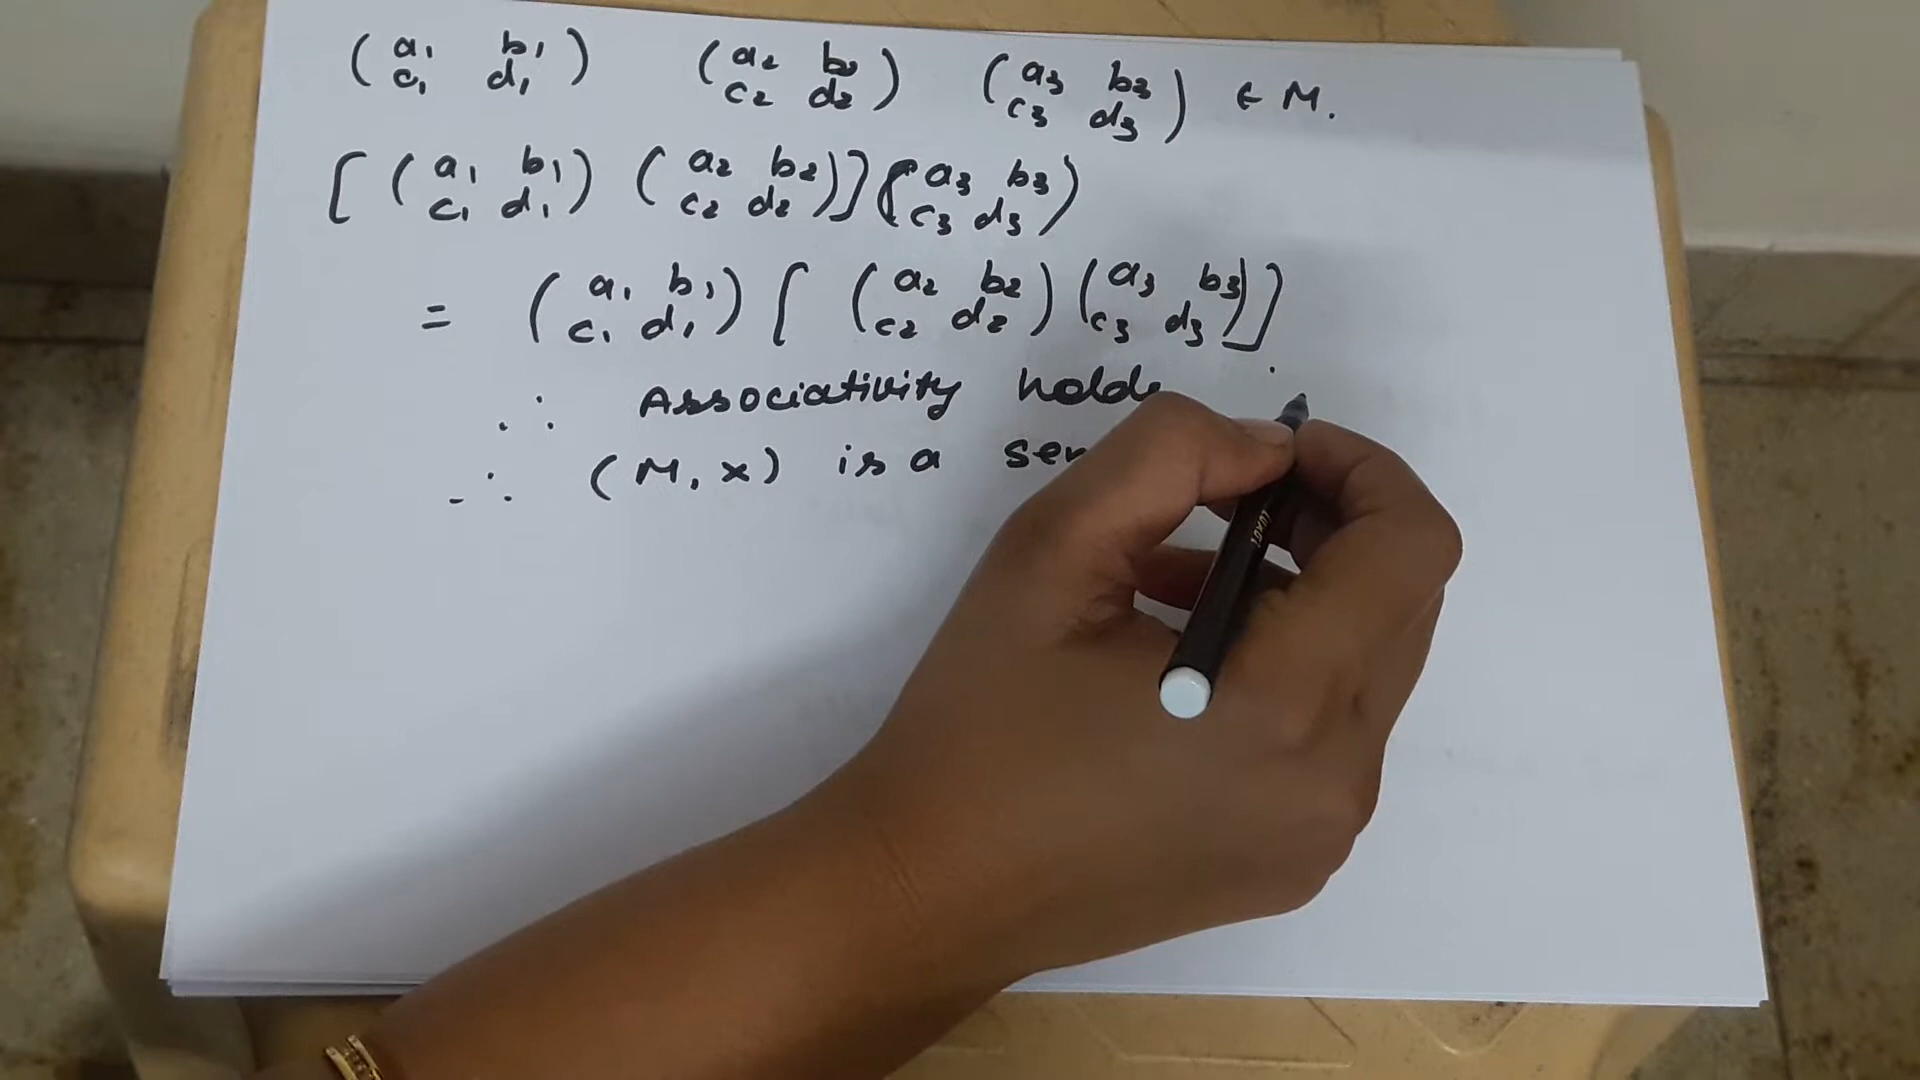 ( a₁ b₁ ) ( a₂ b₂ ) ( a₃ b₃ ) ∈ M.
c₁ d₁ c₂ d₂ c₃ d₃
[ ( a₁ b₁ ) ( a₂ b₂ ) ] ( a₃ b₃ )
c₁ d₁ c₂ d₂ c₃ d₃
= ( a₁ b₁ ) [ ( a₂ b₂ ) ( a₃ b₃ ) ]
c₁ d₁ c₂ d₂ c₃ d₃
∴ Associativity holds
∴ (M, x) is a